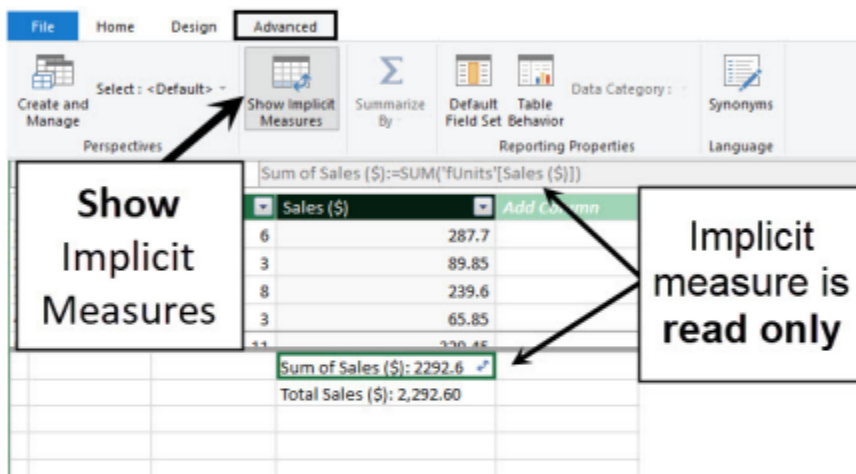 File Home Design Advanced
Select : <Default>
Create and Manage
Show Implicit Measures
Summarize By
Default Field Set
Table Behavior
Data Category :
Synonyms
Perspectives
Reporting Properties
Language
Sum of Sales ($):=SUM('fUnits'[Sales ($)])
Show
Implicit
Measures
Sales ($) Add Column
6 287.7
3 89.85
8 239.6
3 65.85
11 229.45
Sum of Sales ($): 2292.6
Total Sales ($): 2,292.60
Implicit
measure is
read only